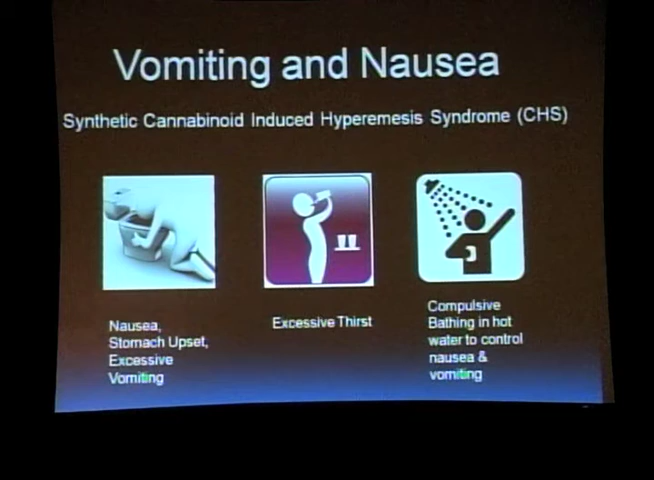 Vomiting and Nausea
Synthetic Cannabinoid Induced Hyperemesis Syndrome (CHS)
Nausea,
Stomach Upset,
Excessive
Vomiting
Excessive Thirst
Compulsive
Bathing in hot
water to control
nausea &
vomiting